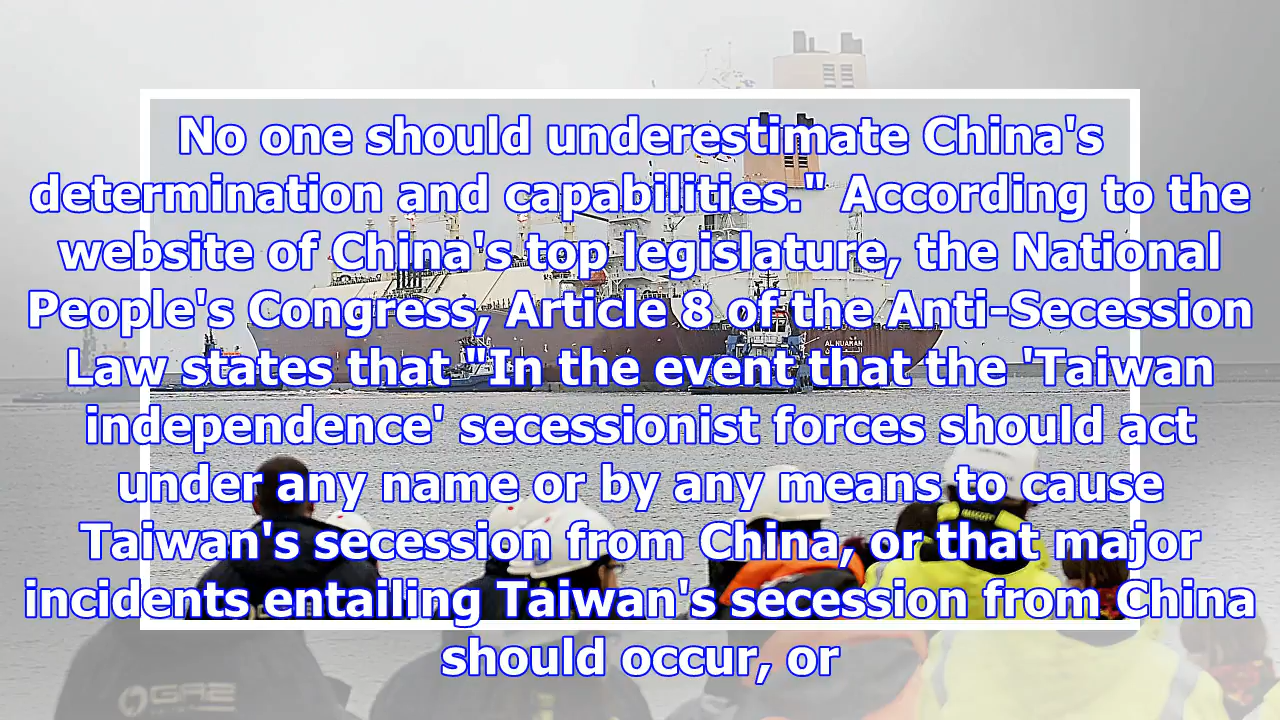 No one should underestimate China's
determination and capabilities." According to the
website of China's top legislature, the National
People's Congress, Article 8 of the Anti-Secession
Law states that "In the event that the 'Taiwan
independence' secessionist forces should act
under any name or by any means to cause
Taiwan's secession from China, or that major
incidents entailing Taiwan's secession from China
should occur, or
AL NUAMAN
MASCOT